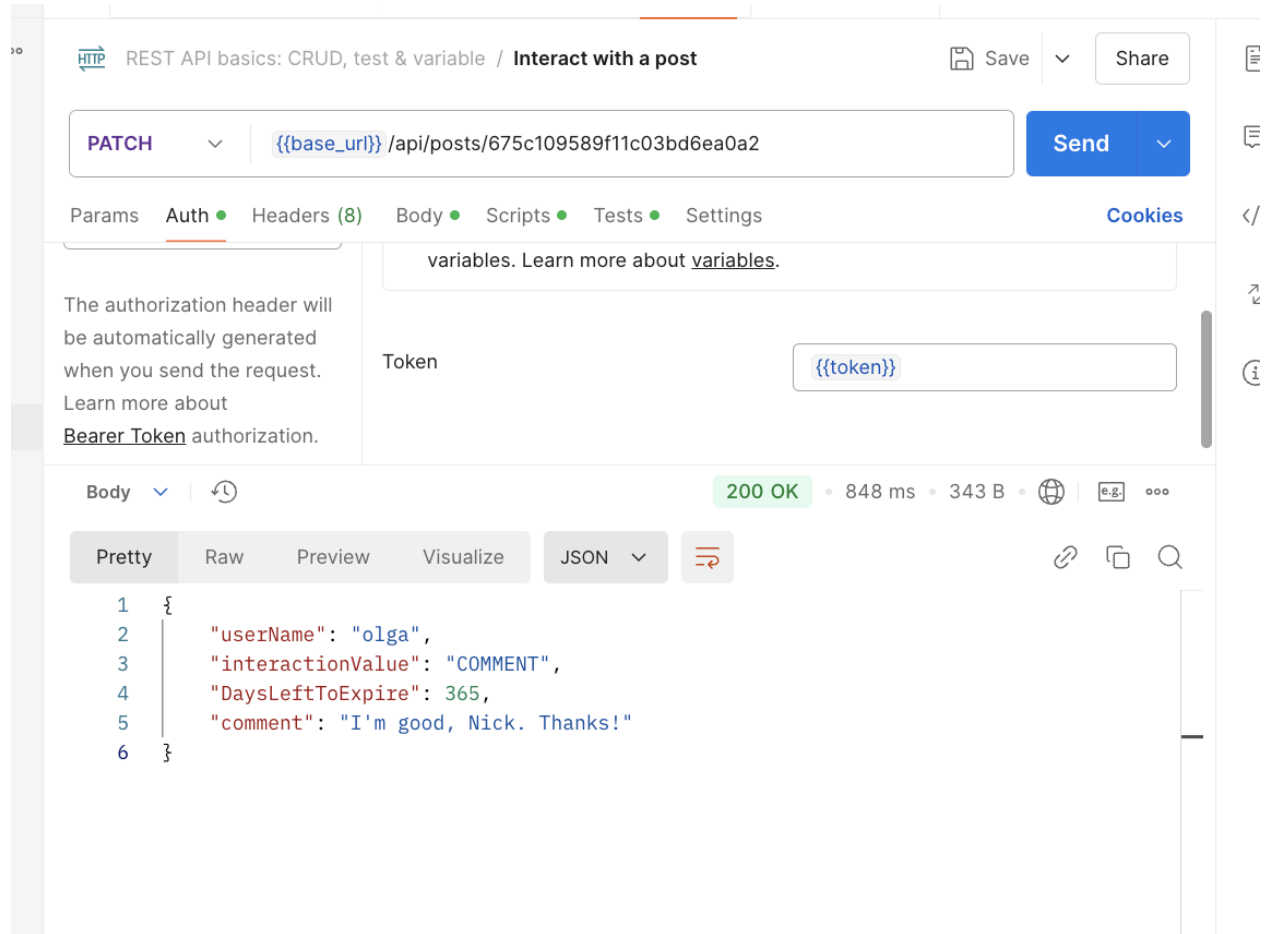 HTTP REST API basics: CRUD, test & variable / Interact with a post Save Share
PATCH {{base_url}} /api/posts/675c109589f11c03bd6ea0a2 Send
Params Auth Headers (8) Body Scripts Tests Settings Cookies
variables. Learn more about variables.
The authorization header will
be automatically generated
when you send the request.
Learn more about
Bearer Token authorization.
Token {{token}}
Body 200 OK 848 ms 343 B e.g.
Pretty Raw Preview Visualize JSON
1 {
2 "userName": "olga",
3 "interactionValue": "COMMENT",
4 "DaysLeftToExpire": 365,
5 "comment": "I'm good, Nick. Thanks!"
6 }